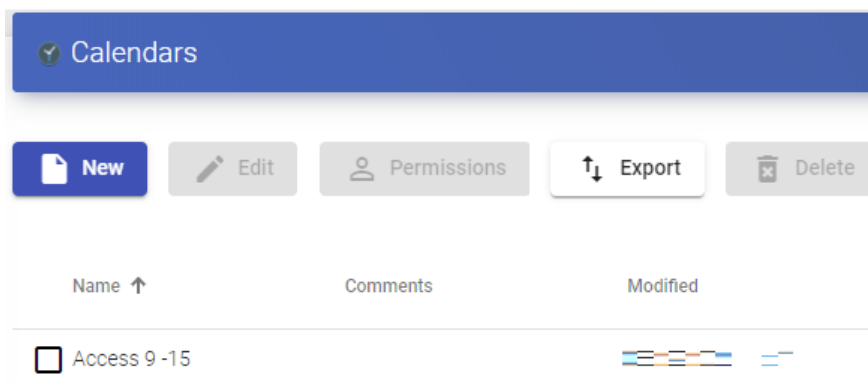 Calendars
New Edit Permissions Export Delete
Name Comments Modified
Access 9 -15